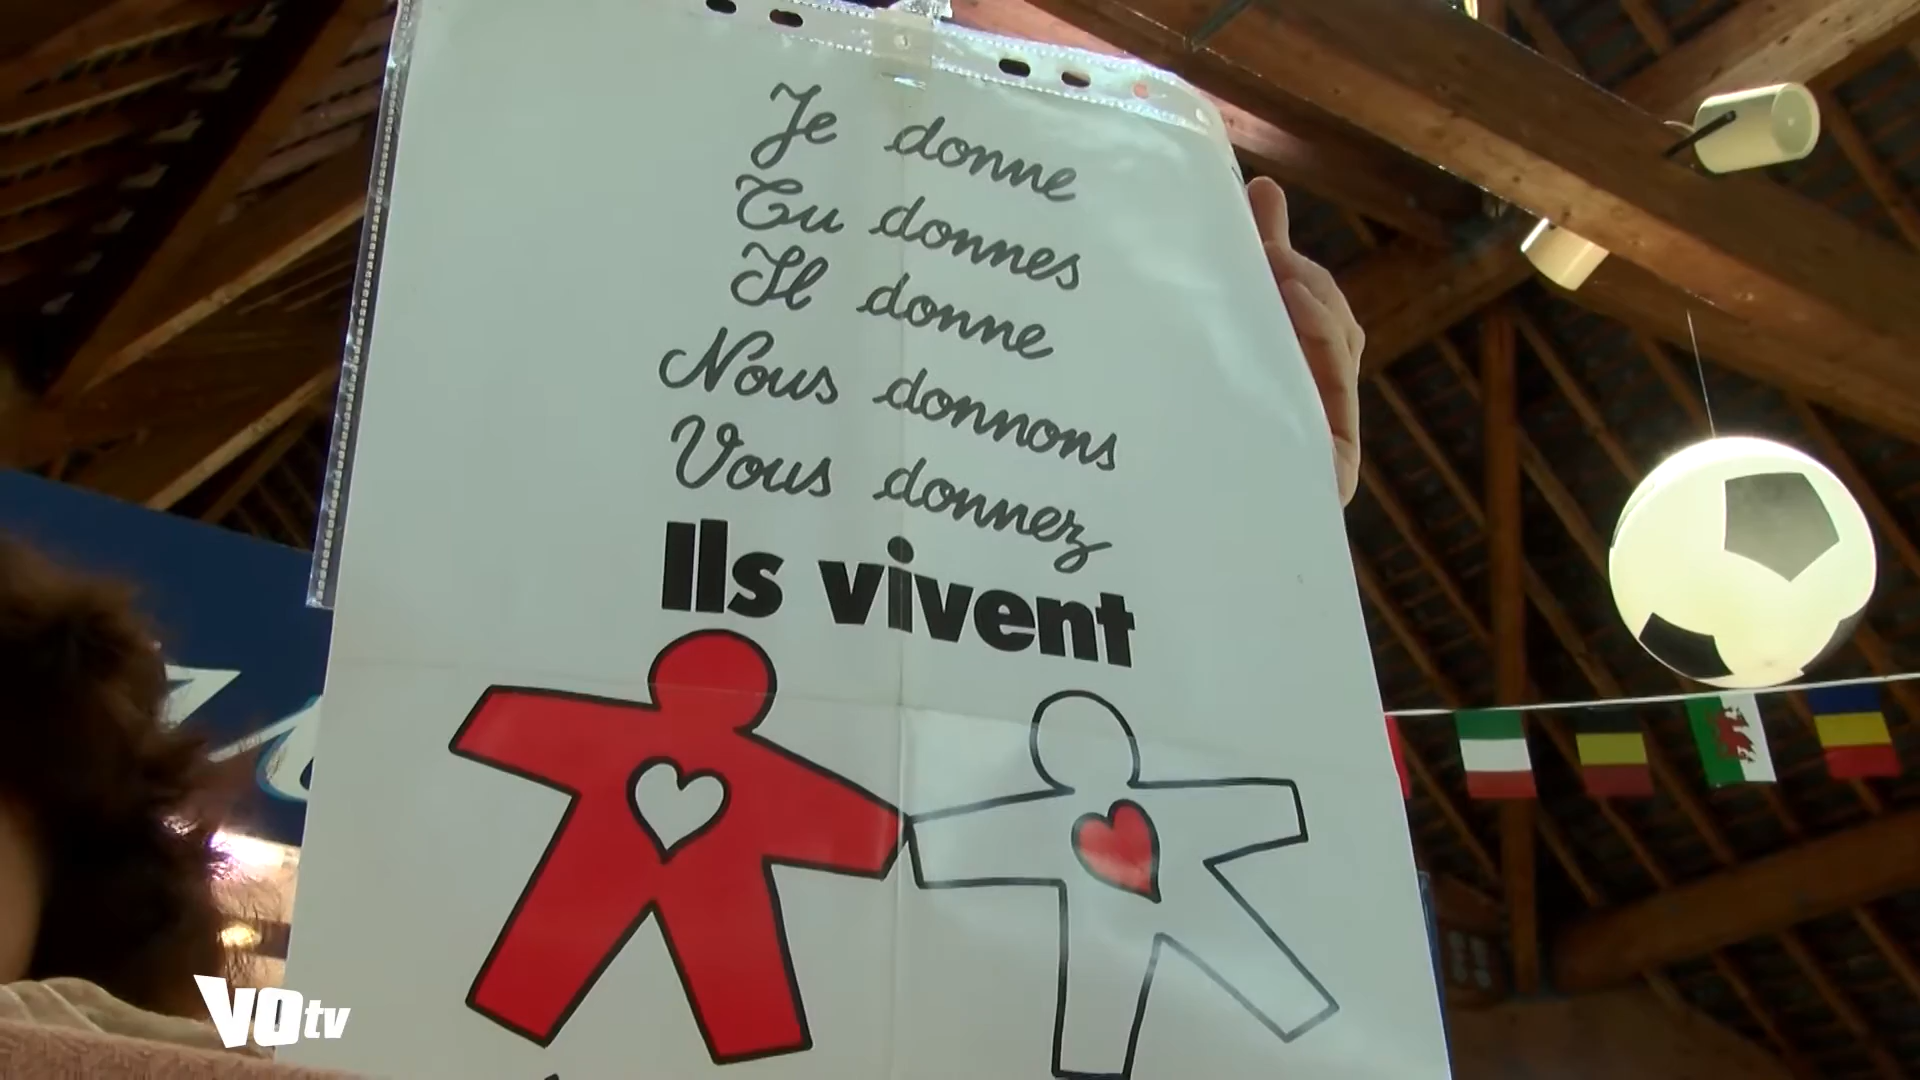 Je donne
Tu donnes
Il donne
Nous donnons
Vous donnez
Ils vivent
VOtv